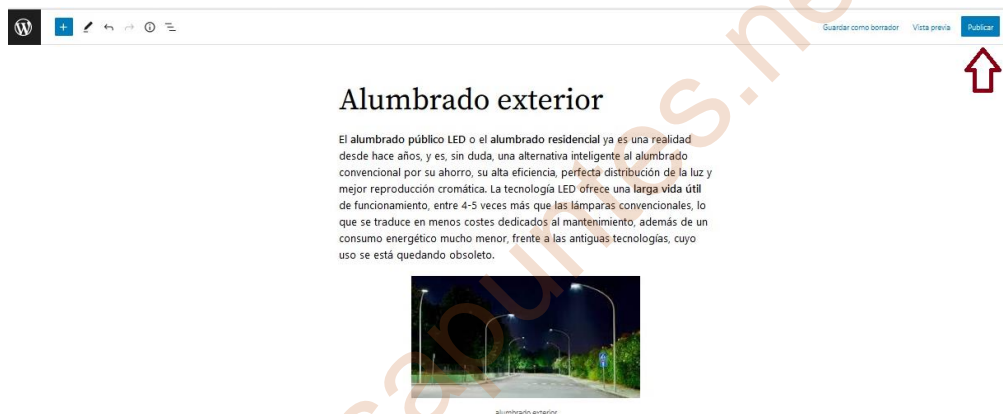 Guardar como borrador Vista previa Publicar
Alumbrado exterior
El alumbrado público LED o el alumbrado residencial ya es una realidad
desde hace años, y es, sin duda, una alternativa inteligente al alumbrado
convencional por su ahorro, su alta eficiencia, perfecta distribución de la luz y
mejor reproducción cromática. La tecnología LED ofrece una larga vida útil
de funcionamiento, entre 4-5 veces más que las lámparas convencionales, lo
que se traduce en menos costes dedicados al mantenimiento, además de un
consumo energético mucho menor, frente a las antiguas tecnologías, cuyo
uso se está quedando obsoleto.
alumbrado exterior